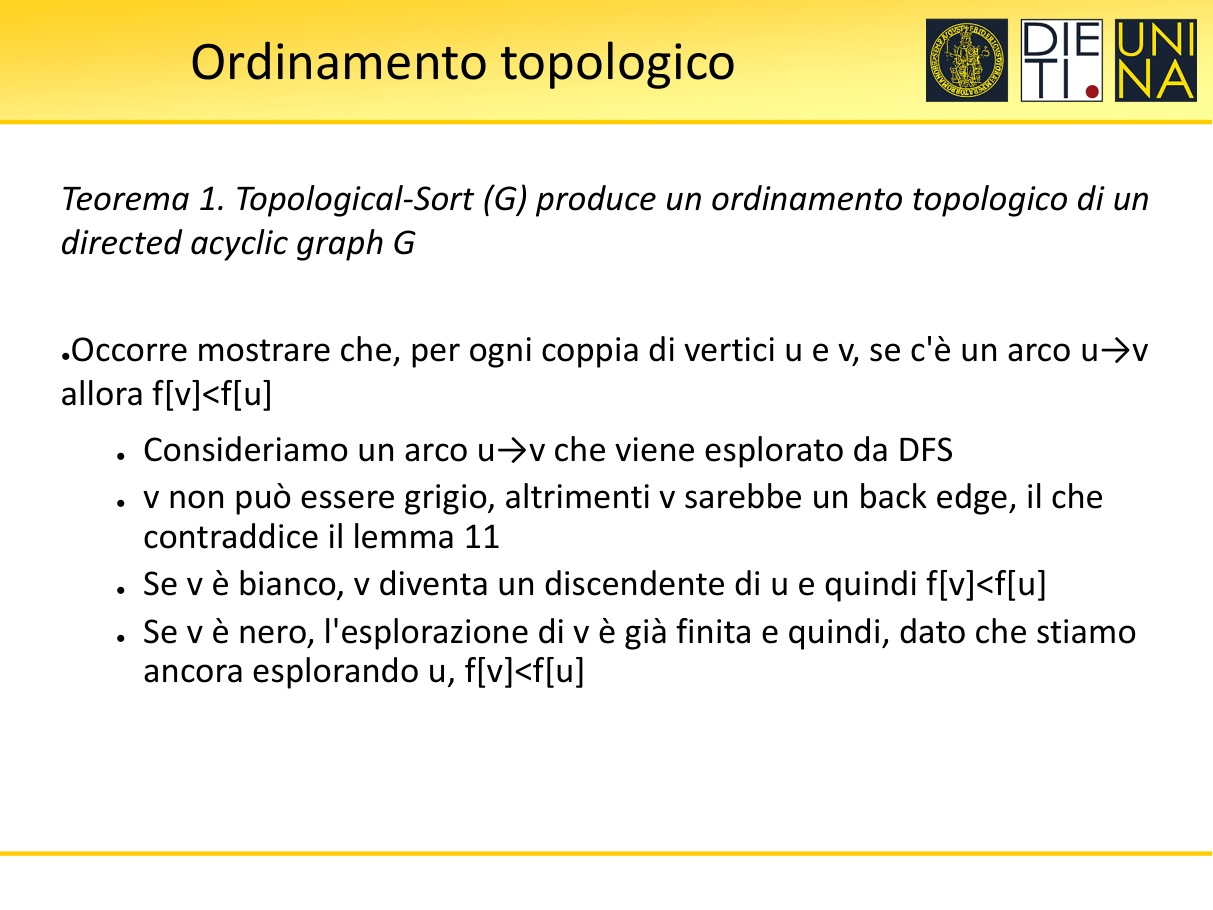 Ordinamento topologico
DIE
TI
UNI
NA
Teorema 1. Topological-Sort (G) produce un ordinamento topologico di un
directed acyclic graph G
●Occorre mostrare che, per ogni coppia di vertici u e v, se c'è un arco u→v
allora f[v]<f[u]
● Consideriamo un arco u→v che viene esplorato da DFS
● v non può essere grigio, altrimenti v sarebbe un back edge, il che
contraddice il lemma 11
● Se v è bianco, v diventa un discendente di u e quindi f[v]<f[u]
● Se v è nero, l'esplorazione di v è già finita e quindi, dato che stiamo
ancora esplorando u, f[v]<f[u]